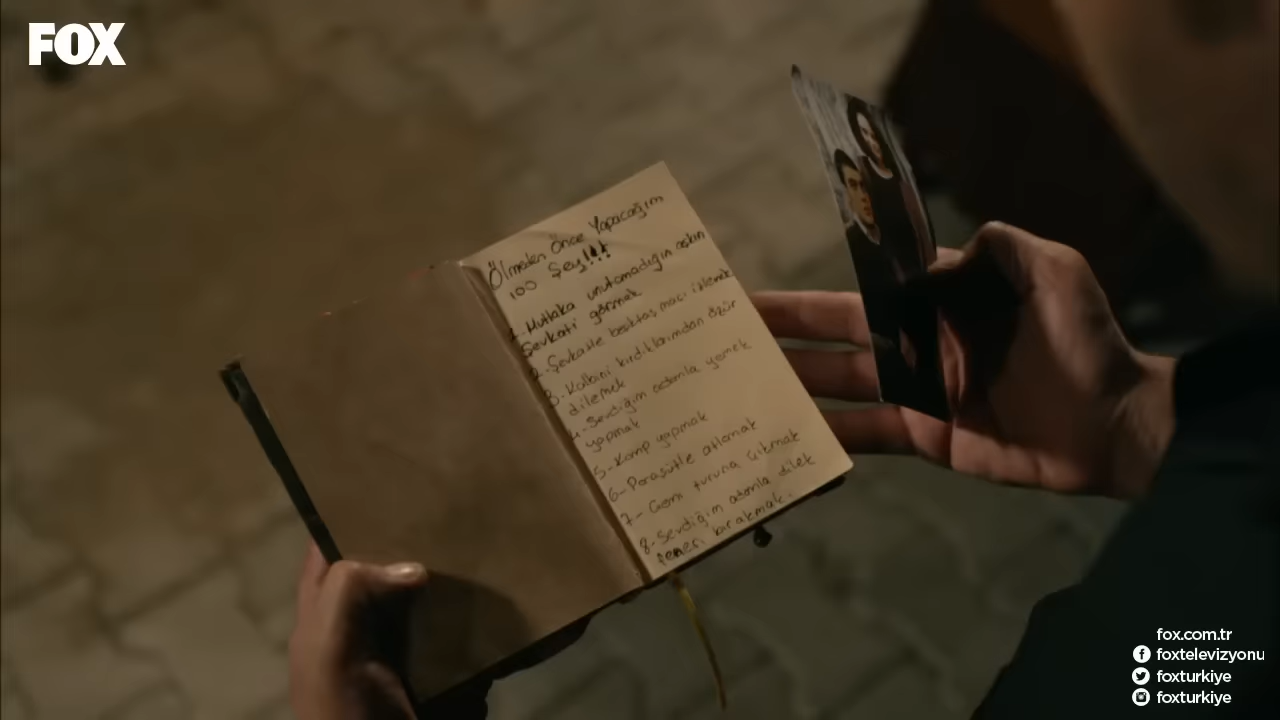 FOX
Ölmeden Önce Yapacağım
100 Şey!!!
1. Mutlaka unutamadığın aşkın
Şevkati görmek
2-Şevkatle beşiktaş maçı izlemek
3-Kalbini kırdıklarımdan özür
dilemek
4-Sevdiğim adamla yemek
yapmak
5-Kamp yapmak
6-Paraşütle atlamak
7-Gemi turuna çıkmak
8-Sevdiğim adamla dilek
feneri bırakmak.
fox.com.tr
foxtelevizyonu
foxturkiye
foxturkiye